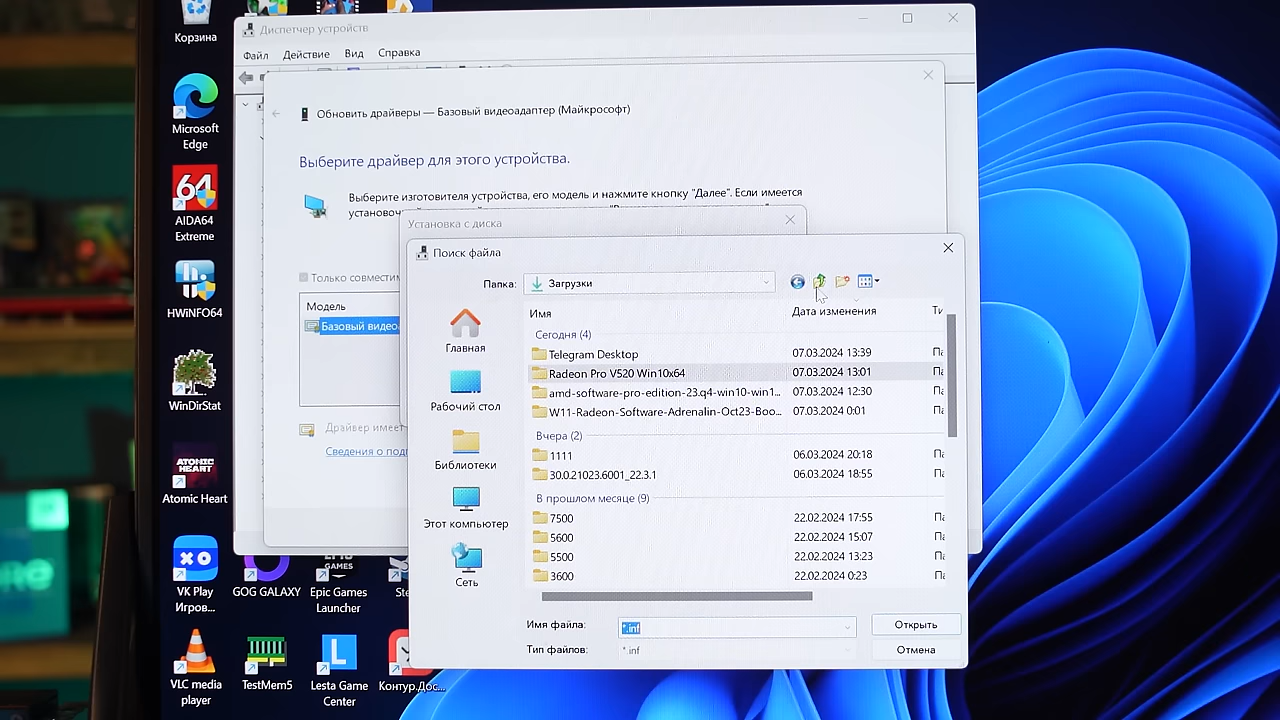 Корзина
Microsoft
Edge
64
AIDA64
Extreme
HWiNFO64
WinDirStat
ATOMIC
HEART
Atomic Heart
VK Play
Игров...
GOG GALAXY
Epic Games
Launcher
VLC media
player
TestMem5
Lesta Game
Center
Контур.Дос...
Диспетчер устройств
Файл Действие Вид Справка
Обновить драйверы — Базовый видеоадаптер (Майкрософт)
Выберите драйвер для этого устройства.
Выберите изготовителя устройства, его модель и нажмите кнопку "Далее". Если имеется
Только
Модель
Базовый
Драйвер имеет
Сведения о
Установка с диска
Поиск файла
Папка: Загрузки
Главная
Рабочий стол
Библиотеки
Этот компьютер
Сеть
Имя Дата изменения
Сегодня (4)
Telegram Desktop 07.03.2024 13:39
Radeon Pro V520 Win10x64 07.03.2024 13:01
amd-software-pro-edition-23.q4-win10-win1... 07.03.2024 12:30
W11-Radeon-Software-Adrenalin-Oct23-Boo... 07.03.2024 0:01
Вчера (2)
1111 06.03.2024 20:18
30.0.21023.6001_22.3.1 06.03.2024 18:55
В прошлом месяце (9)
7500 22.02.2024 17:55
5600 22.02.2024 15:07
5500 22.02.2024 13:23
3600 22.02.2024 0:23
Имя файла: *.inf Открыть
Тип файлов: *.inf Отмена